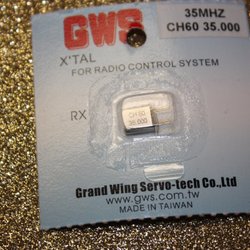 GWS
35MHZ
CH60 35.000
X'TAL
FOR RADIO CONTROL SYSTEM
RX
CH60
35.000
Grand Wing Servo-tech Co.,Ltd
www.gws.com.tw
MADE IN TAIWAN